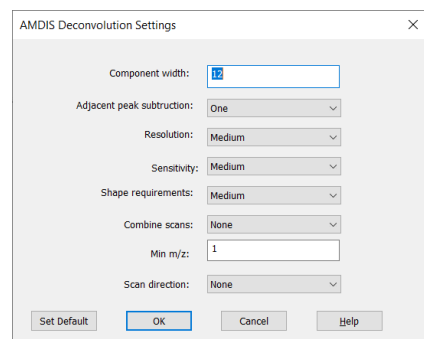 AMDIS Deconvolution Settings
Component width: 12
Adjacent peak subtruction: One
Resolution: Medium
Sensitivity: Medium
Shape requirements: Medium
Combine scans: None
Min m/z: 1
Scan direction: None
Set Default OK Cancel Help